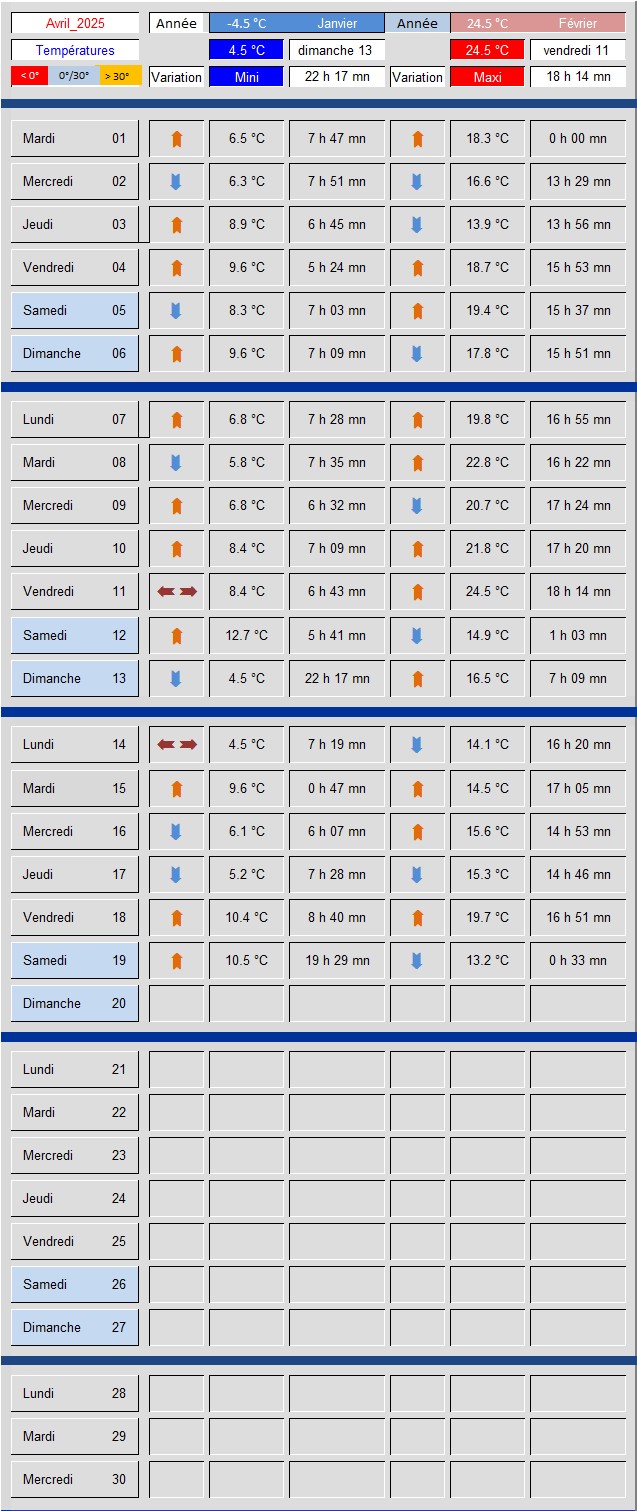 Avril_2025 Année -4.5 °C Janvier Année 24.5 °C Février
Températures 4.5 °C dimanche 13 24.5 °C vendredi 11
< 0° 0°/30° > 30° Variation Mini 22 h 17 mn Variation Maxi 18 h 14 mn
Mardi 01 6.5 °C 7 h 47 mn 18.3 °C 0 h 00 mn
Mercredi 02 6.3 °C 7 h 51 mn 16.6 °C 13 h 29 mn
Jeudi 03 8.9 °C 6 h 45 mn 13.9 °C 13 h 56 mn
Vendredi 04 9.6 °C 5 h 24 mn 18.7 °C 15 h 53 mn
Samedi 05 8.3 °C 7 h 03 mn 19.4 °C 15 h 37 mn
Dimanche 06 9.6 °C 7 h 09 mn 17.8 °C 15 h 51 mn
Lundi 07 6.8 °C 7 h 28 mn 19.8 °C 16 h 55 mn
Mardi 08 5.8 °C 7 h 35 mn 22.8 °C 16 h 22 mn
Mercredi 09 6.8 °C 6 h 32 mn 20.7 °C 17 h 24 mn
Jeudi 10 8.4 °C 7 h 09 mn 21.8 °C 17 h 20 mn
Vendredi 11 8.4 °C 6 h 43 mn 24.5 °C 18 h 14 mn
Samedi 12 12.7 °C 5 h 41 mn 14.9 °C 1 h 03 mn
Dimanche 13 4.5 °C 22 h 17 mn 16.5 °C 7 h 09 mn
Lundi 14 4.5 °C 7 h 19 mn 14.1 °C 16 h 20 mn
Mardi 15 9.6 °C 0 h 47 mn 14.5 °C 17 h 05 mn
Mercredi 16 6.1 °C 6 h 07 mn 15.6 °C 14 h 53 mn
Jeudi 17 5.2 °C 7 h 28 mn 15.3 °C 14 h 46 mn
Vendredi 18 10.4 °C 8 h 40 mn 19.7 °C 16 h 51 mn
Samedi 19 10.5 °C 19 h 29 mn 13.2 °C 0 h 33 mn
Dimanche 20
Lundi 21
Mardi 22
Mercredi 23
Jeudi 24
Vendredi 25
Samedi 26
Dimanche 27
Lundi 28
Mardi 29
Mercredi 30